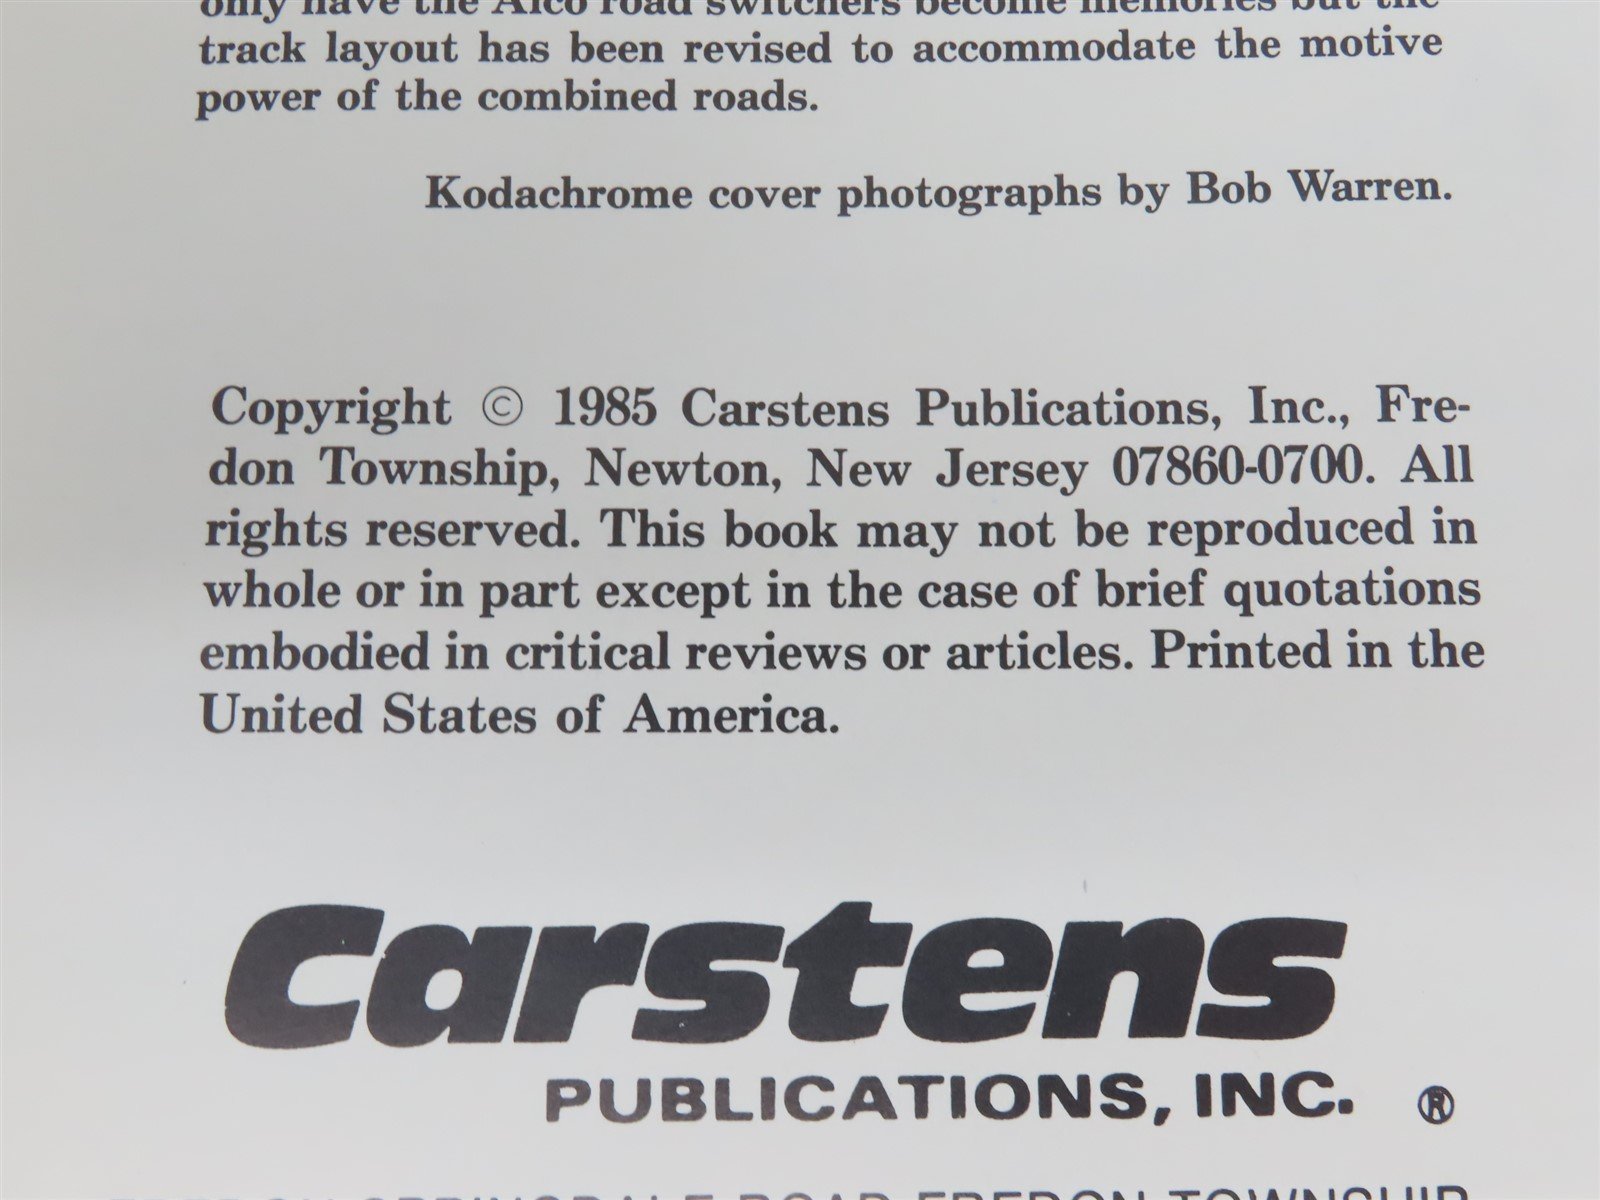 only have the Alco road switchers become memories but the
track layout has been revised to accommodate the motive
power of the combined roads.
Kodachrome cover photographs by Bob Warren.
Copyright © 1985 Carstens Publications, Inc., Fre-
don Township, Newton, New Jersey 07860-0700. All
rights reserved. This book may not be reproduced in
whole or in part except in the case of brief quotations
embodied in critical reviews or articles. Printed in the
United States of America.
Carstens
PUBLICATIONS, INC. ®
ROAD FREDON TOWNSHIP